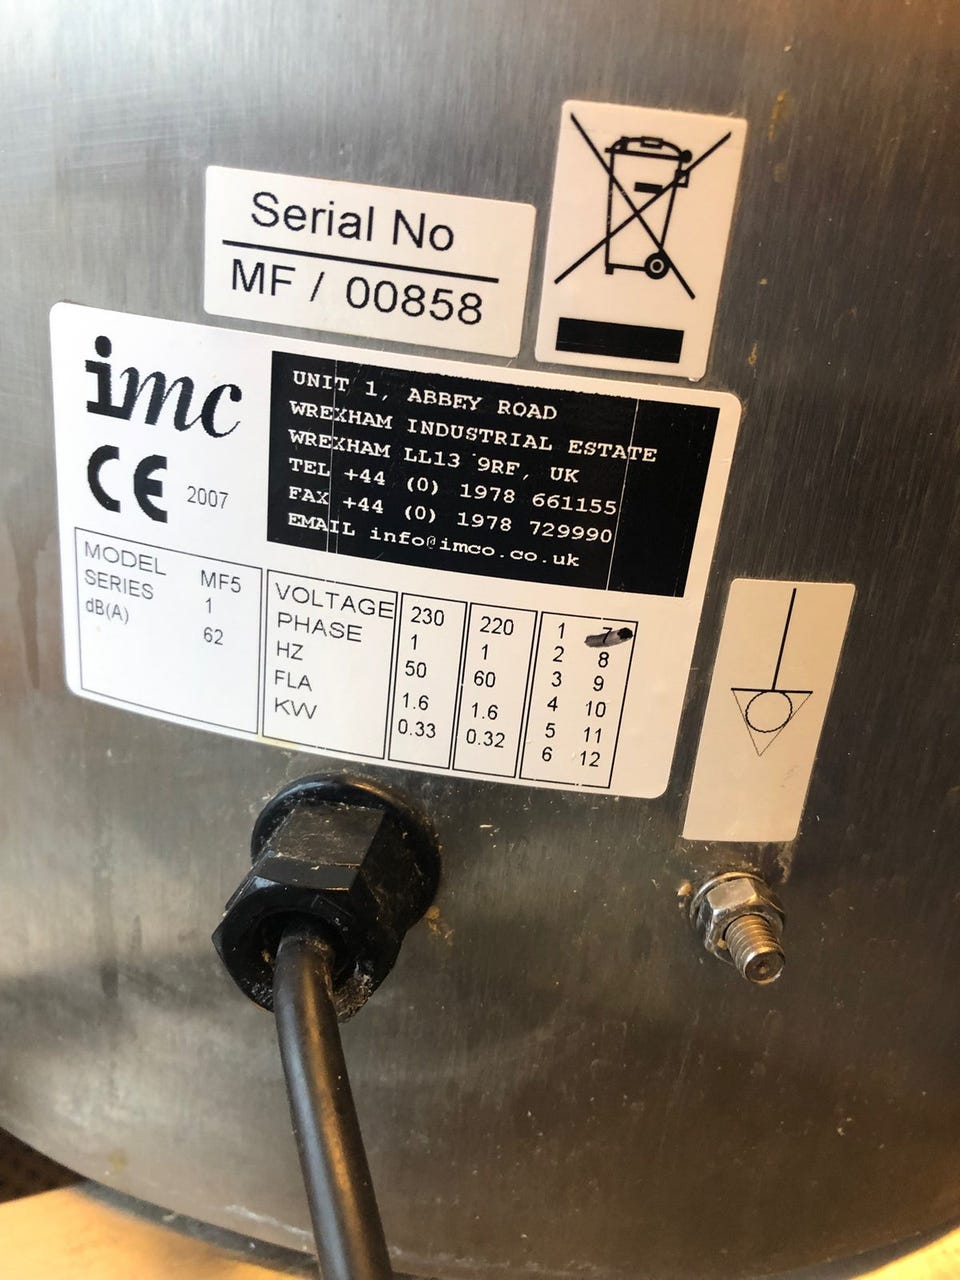 Serial No
MF / 00858
imc
CE 2007
UNIT 1, ABBEY ROAD
WREXHAM INDUSTRIAL ESTATE
WREXHAM LL13 9RF, UK
TEL +44 (0) 1978 661155
FAX +44 (0) 1978 729990
EMAIL info@imco.co.uk
MODEL MF5
SERIES 1
dB(A) 62
VOLTAGE 230 220
PHASE 1 1
HZ 50 60
FLA 1.6 1.6
KW 0.33 0.32
1 7
2 8
3 9
4 10
5 11
6 12